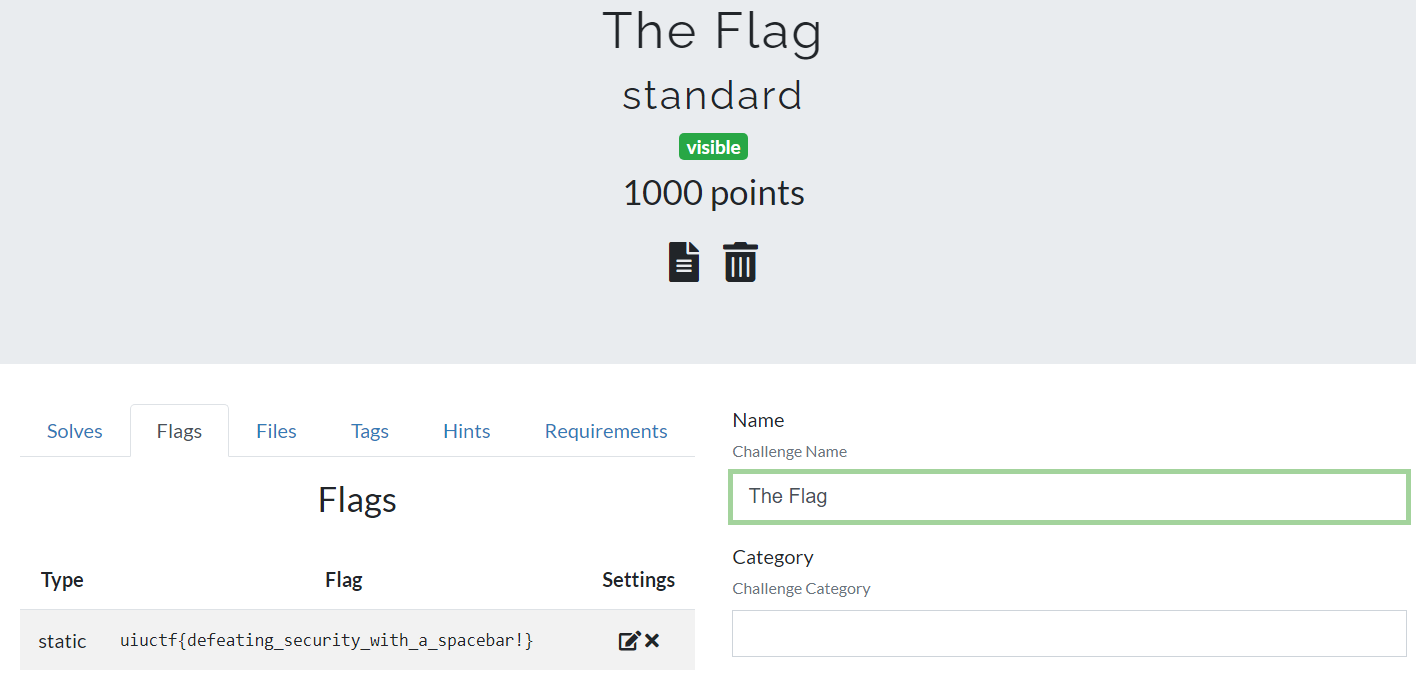 The Flag
standard
visible
1000 points
Solves Flags Files Tags Hints Requirements
Flags
Type Flag Settings
static uiuctf{defeating_security_with_a_spacebar!}
Name
Challenge Name
The Flag
Category
Challenge Category